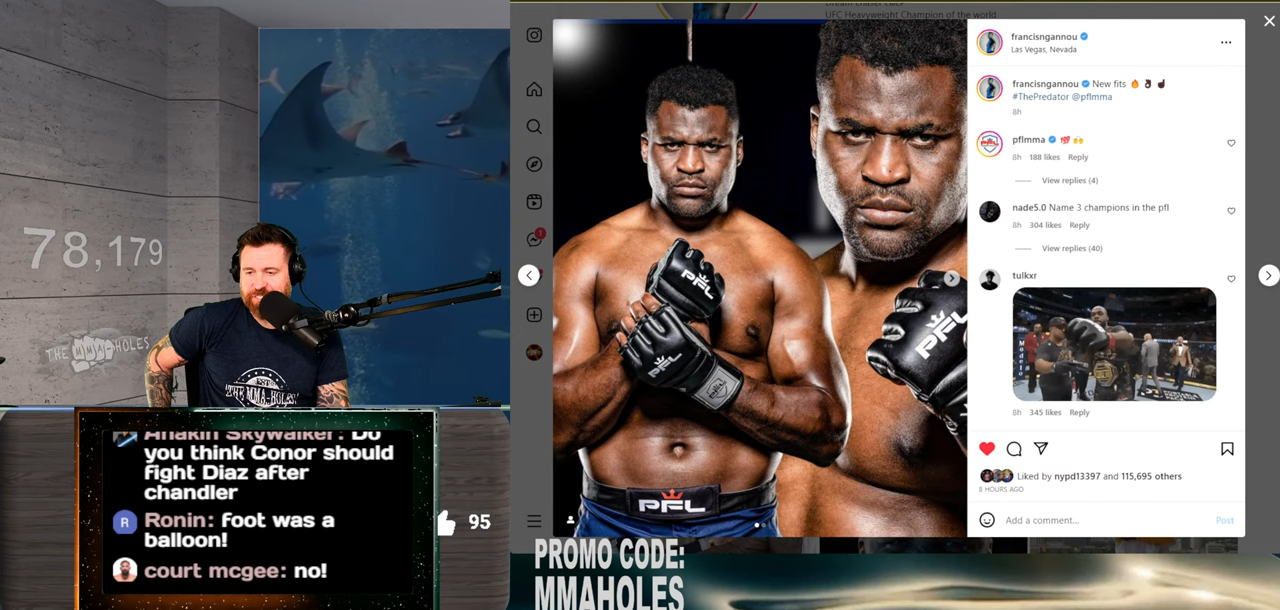 78,179
THE MMA HOLES
EST.
THE MMA-HOLES
Anakin Skywalker: Do
you think Conor should
fight Diaz after
chandler
R Ronin: foot was a
balloon!
court mcgee: no!
95
UFC Heavyweight Champion of the world
PFL
PFL
PFL
PFL
francisngannou
Las Vegas, Nevada
francisngannou New fits
#ThePredator @pflmma
8h
pflmma 💯 🙌
8h 188 likes Reply
View replies (4)
nade5.0 Name 3 champions in the pfl
8h 304 likes Reply
View replies (40)
tulkxr
Modelo
8h 345 likes Reply
Liked by nypd13397 and 115,695 others
8 HOURS AGO
Add a comment... Post
PROMO CODE:
MMAHOLES